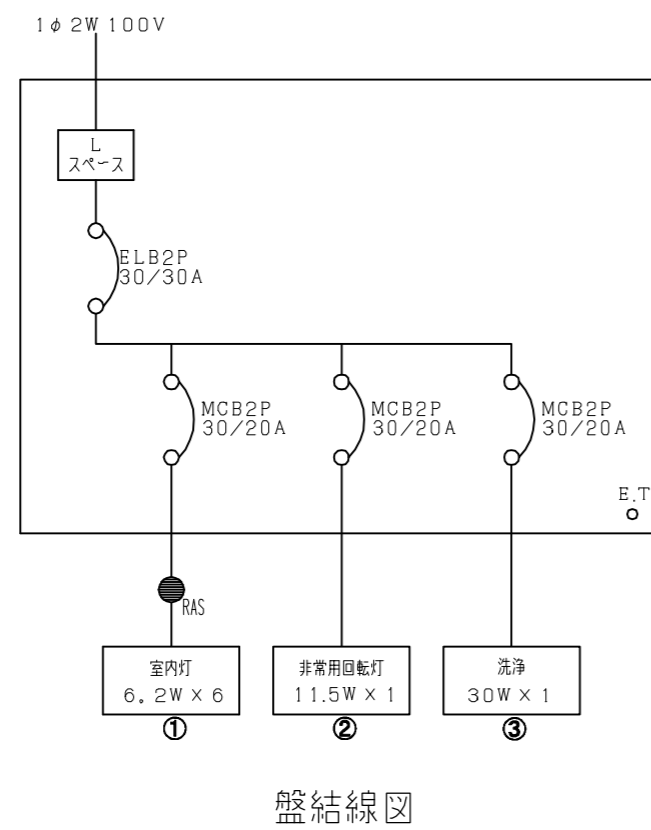 1φ2W 100V
L
スペース
ELB2P
30/30A
MCB2P
30/20A
MCB2P
30/20A
MCB2P
30/20A
E.T
RAS
室内灯
6。2W×6
非常用回転灯
11.5W×1
洗浄
30W×1
①
②
③
盤結線図